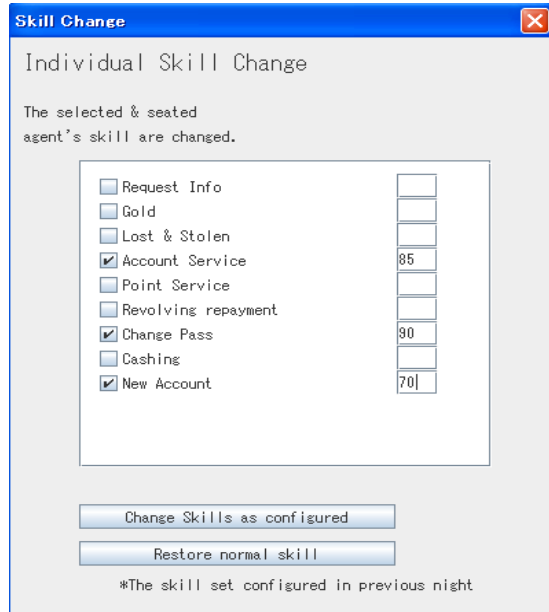 Skill Change
Individual Skill Change
The selected & seated
agent's skill are changed.
Request Info
Gold
Lost & Stolen
Account Service 85
Point Service
Revolving repayment
Change Pass 90
Cashing
New Account 70
Change Skills as configured
Restore normal skill
*The skill set configured in previous night